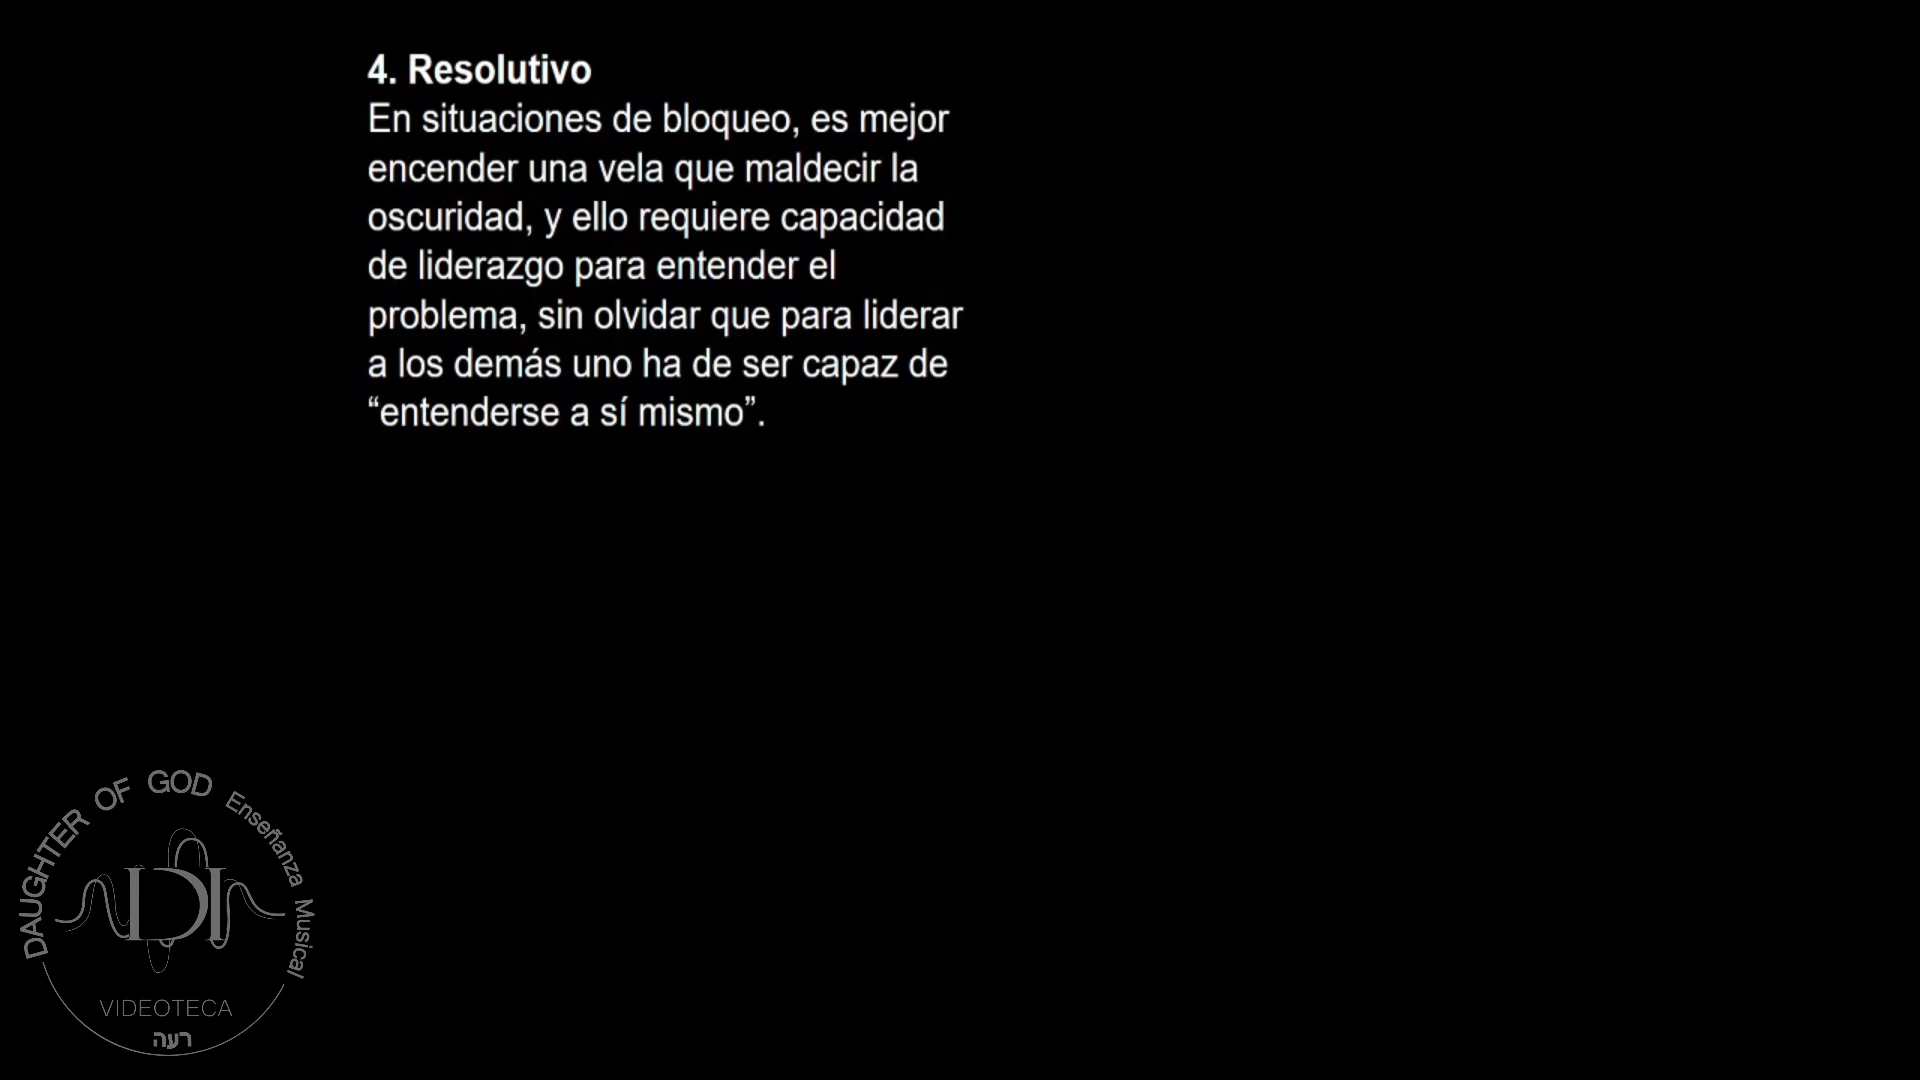 4. Resolutivo
En situaciones de bloqueo, es mejor
encender una vela que maldecir la
oscuridad, y ello requiere capacidad
de liderazgo para entender el
problema, sin olvidar que para liderar
a los demás uno ha de ser capaz de
“entenderse a sí mismo”.
DAUGHTER OF GOD Enseñanza Musical
DI
VIDEOTECA
רעה